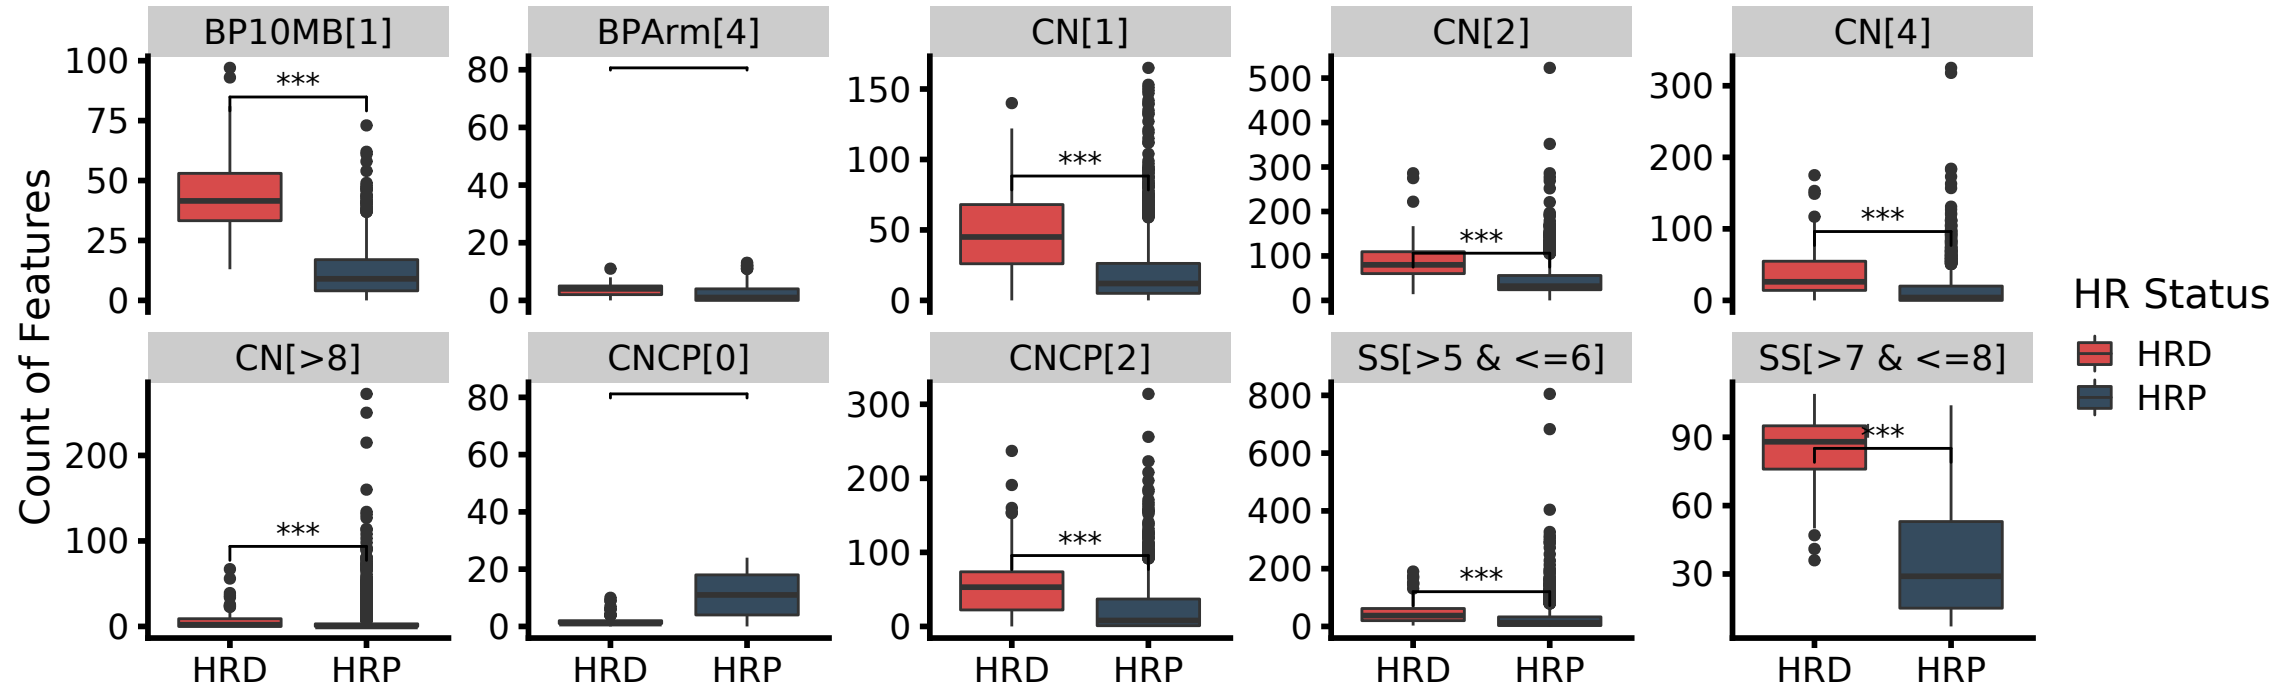 BP10MB[1] BPArm[4] CN[1] CN[2] CN[4]
100 75 50 25 0
***
80 60 40 20 0
150 100 50 0
***
500 400 300 200 100 0
***
300 200 100 0
***
Count of Features
CN[>8] CNCP[0] CNCP[2] SS[>5 & <=6] SS[>7 & <=8]
200 100 0
***
80 60 40 20 0
300 200 100 0
***
800 600 400 200 0
***
90 60 30
***
HRD HRP HRD HRP HRD HRP HRD HRP HRD HRP
HR Status
HRD
HRP